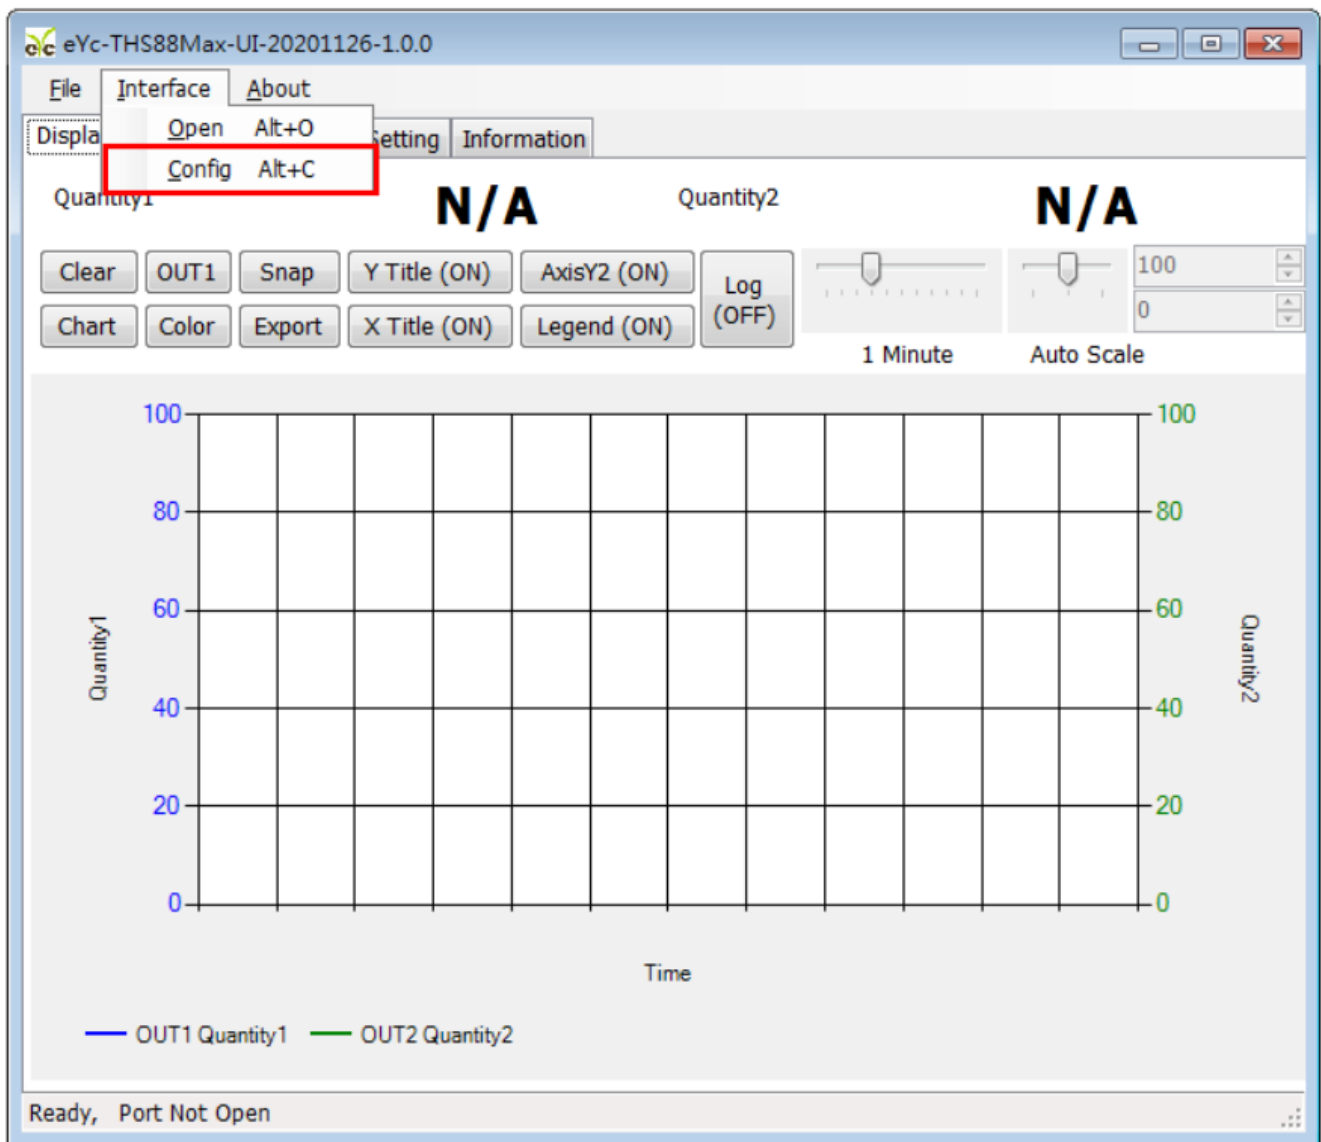 eYc-THS88Max-UI-20201126-1.0.0
File Interface About
Open Alt+O
Config Alt+C
Displa Setting Information
Quantity1 N/A Quantity2 N/A
Clear OUT1 Snap Y Title (ON) AxisY2 (ON) Log (OFF) 100
Chart Color Export X Title (ON) Legend (ON) 0
1 Minute Auto Scale
100 100
80 80
60 60
40 40
20 20
0 0
Quantity1
Quantity2
Time
OUT1 Quantity1 OUT2 Quantity2
Ready, Port Not Open